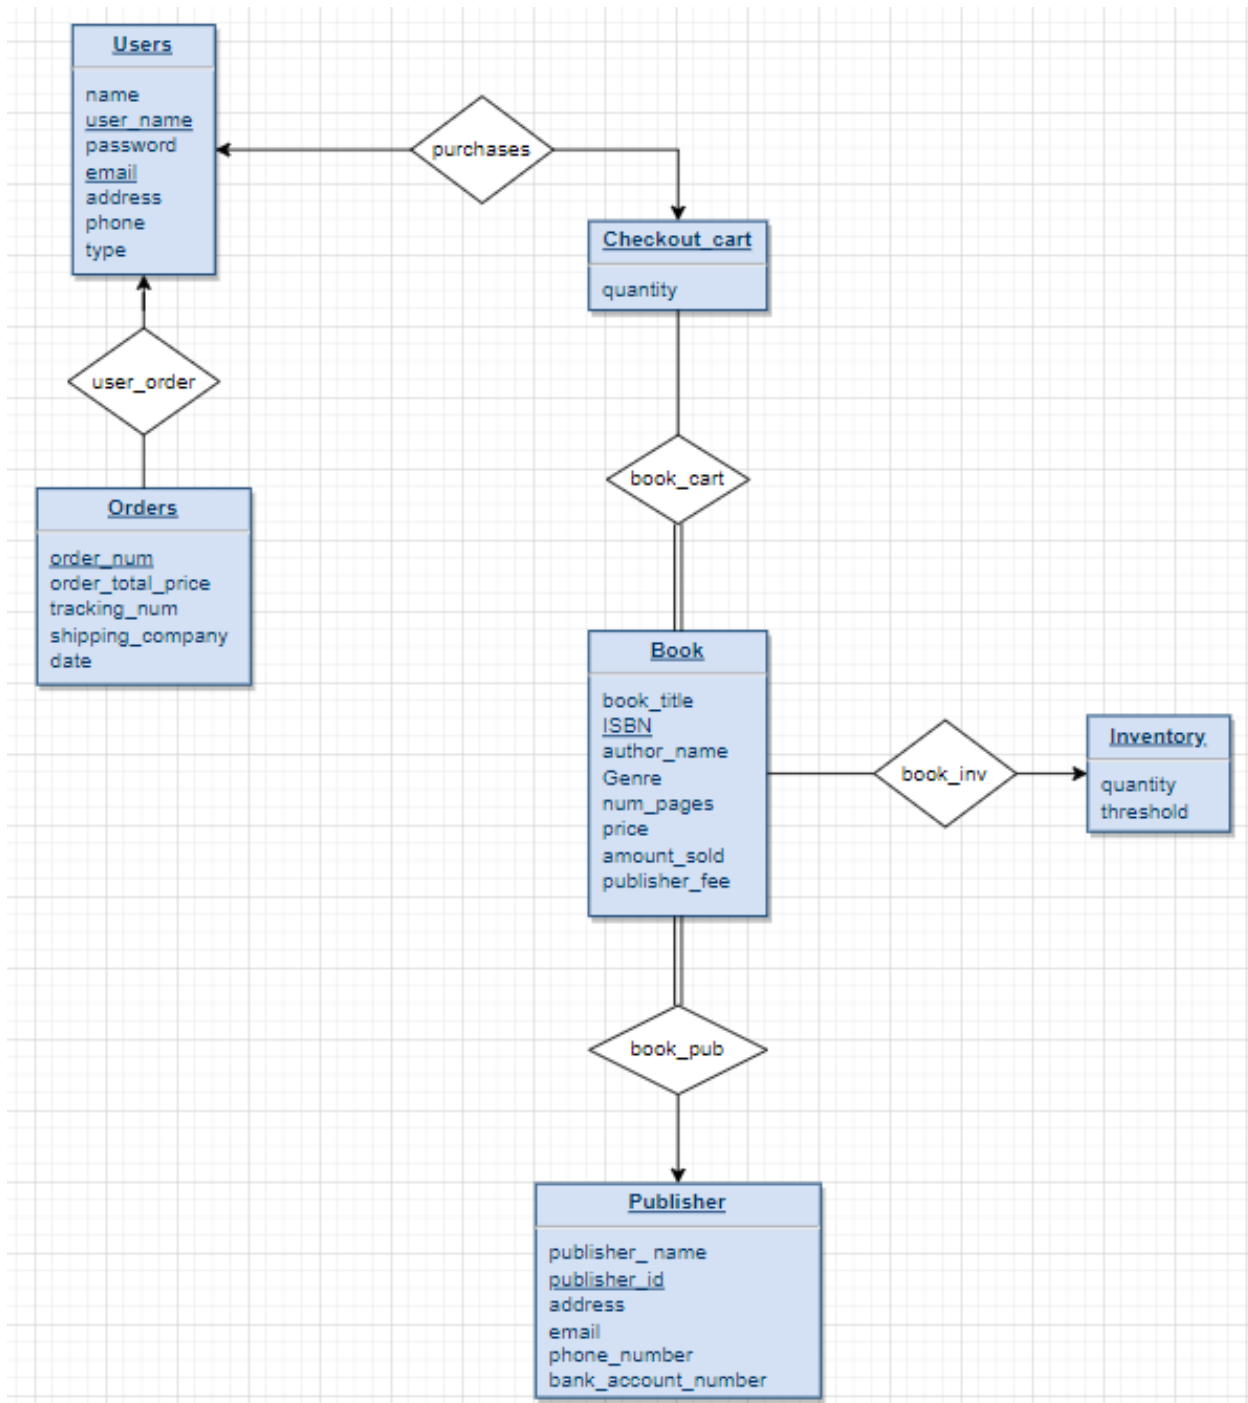 Users
name
user_name
password
email
address
phone
type
purchases
Checkout_cart
quantity
user_order
book_cart
Orders
order_num
order_total_price
tracking_num
shipping_company
date
Book
book_title
ISBN
author_name
Genre
num_pages
price
amount_sold
publisher_fee
book_inv
Inventory
quantity
threshold
book_pub
Publisher
publisher_ name
publisher_id
address
email
phone_number
bank_account_number